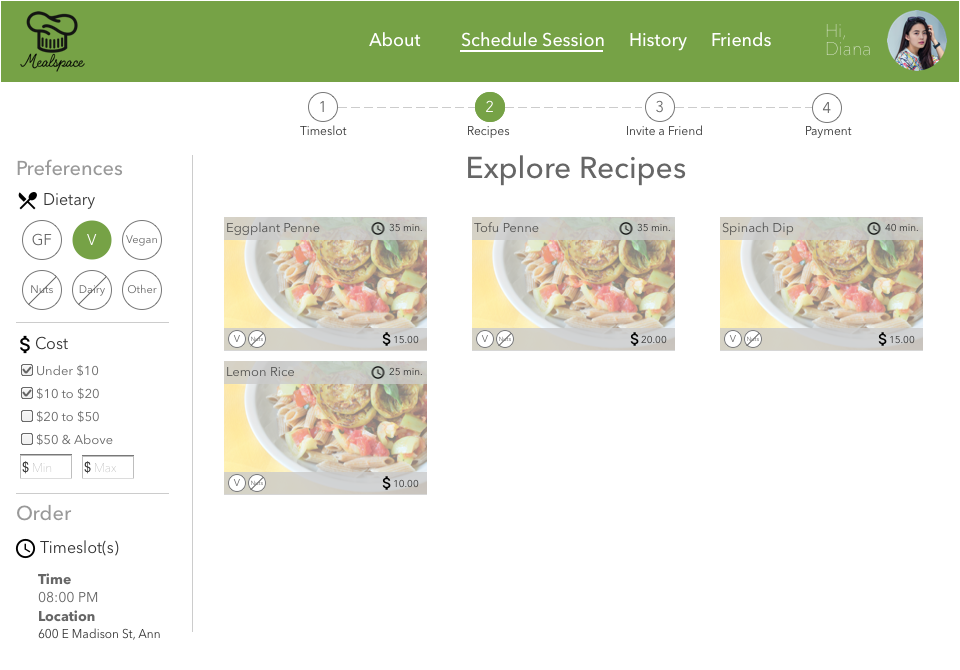 Mealspace
About
Schedule Session
History
Friends
Hi,
Diana
1
2
3
4
Timeslot
Recipes
Invite a Friend
Payment
Preferences
Dietary
GF
V
Vegan
Nuts
Dairy
Other
$ Cost
Under $10
$10 to $20
$20 to $50
$50 & Above
$ Min
$ Max
Order
Timeslot(s)
Time
08:00 PM
Location
600 E Madison St, Ann
Explore Recipes
Eggplant Penne
35 min.
V
Nuts
$ 15.00
Tofu Penne
35 min.
V
Nuts
$ 20.00
Spinach Dip
40 min.
V
Nuts
$ 15.00
Lemon Rice
25 min.
V
Nuts
$ 10.00